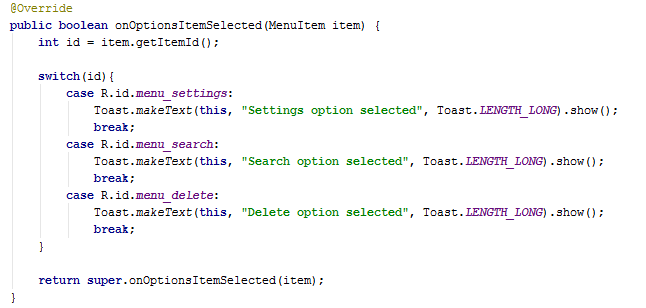 @Override
public boolean onOptionsItemSelected(MenuItem item) {
    int id = item.getItemId();

    switch(id){
        case R.id.menu_settings:
            Toast.makeText(this, "Settings option selected", Toast.LENGTH_LONG).show();
            break;
        case R.id.menu_search:
            Toast.makeText(this, "Search option selected", Toast.LENGTH_LONG).show();
            break;
        case R.id.menu_delete:
            Toast.makeText(this, "Delete option selected", Toast.LENGTH_LONG).show();
            break;
    }

    return super.onOptionsItemSelected(item);
}